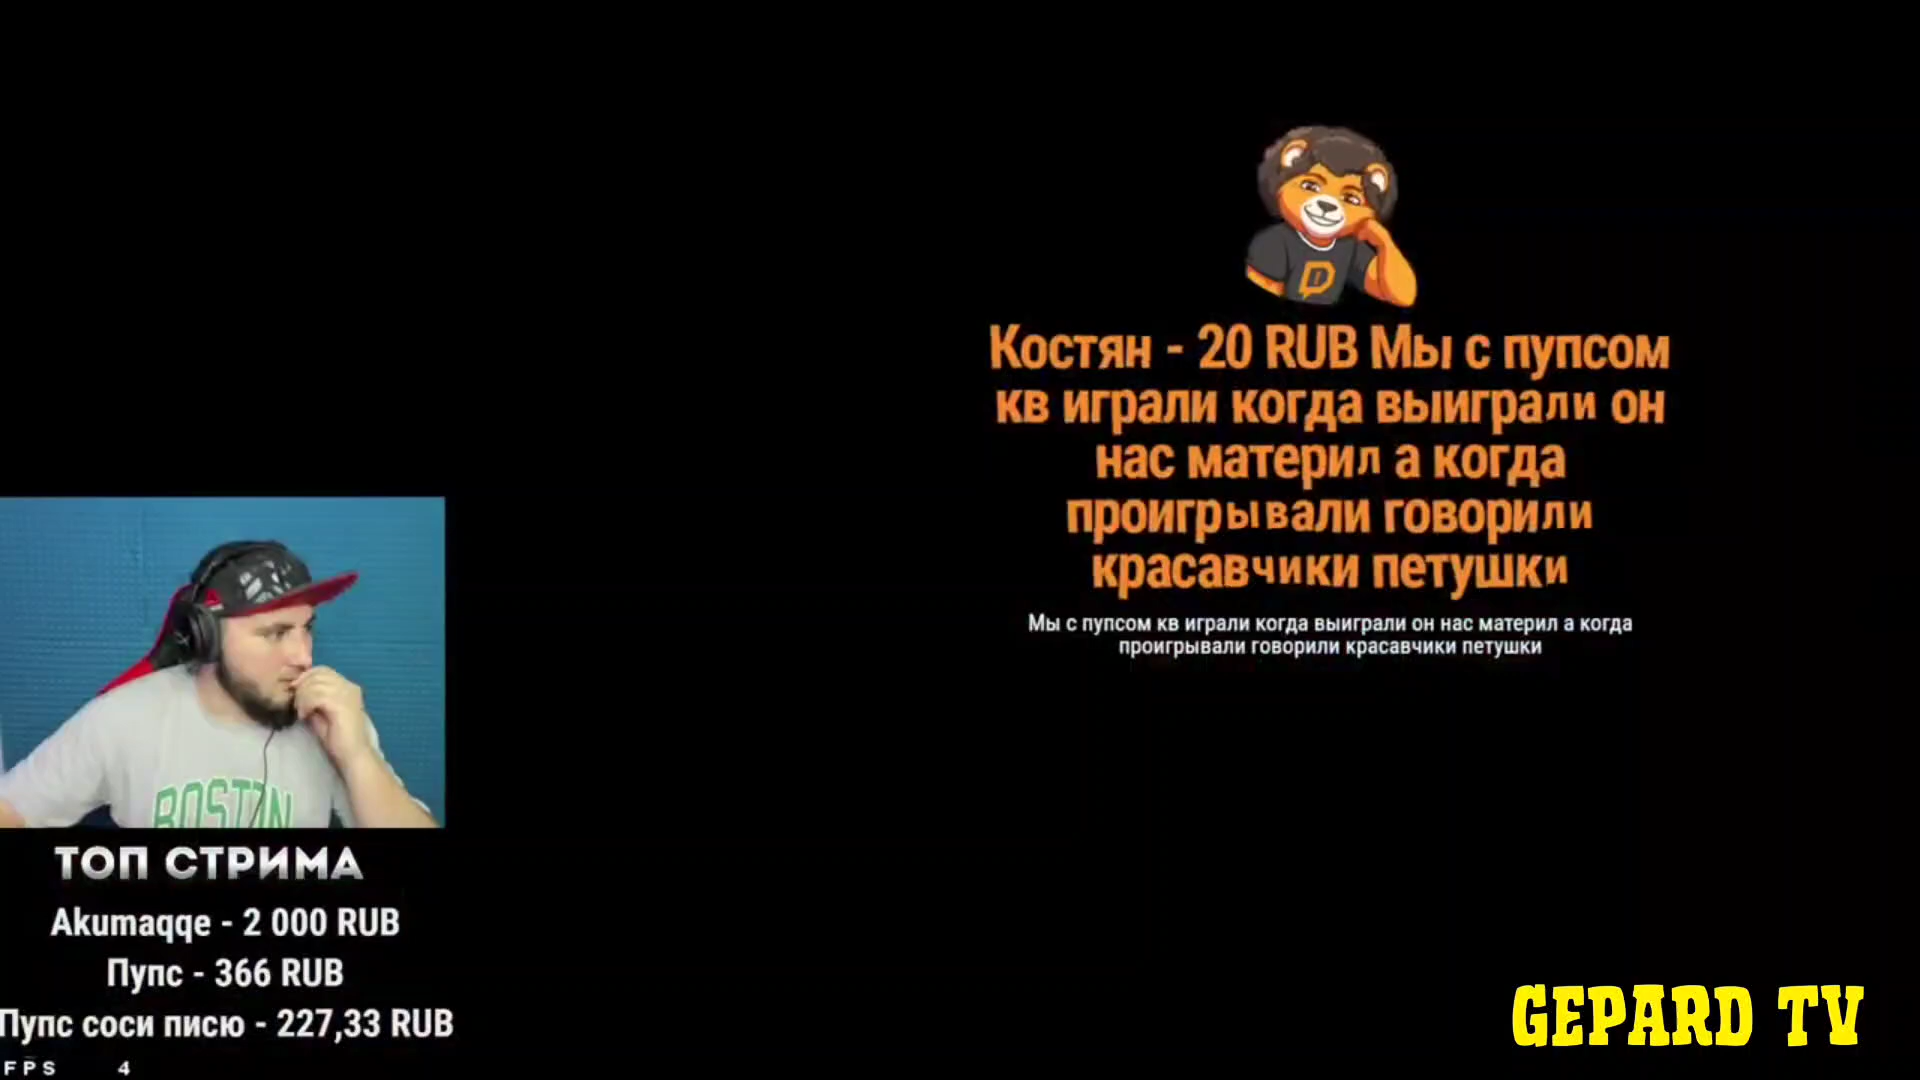 Костян - 20 RUB Мы с пупсом
кв играли когда выиграли он
нас материл а когда
проигрывали говорили
красавчики петушки
Мы с пупсом кв играли когда выиграли он нас материл а когда
проигрывали говорили красавчики петушки
BOSTON
ТОП СТРИМА
Akumaqqe - 2 000 RUB
Пупс - 366 RUB
Пупс соси писю - 227,33 RUB
FPS 4
GEPARD TV